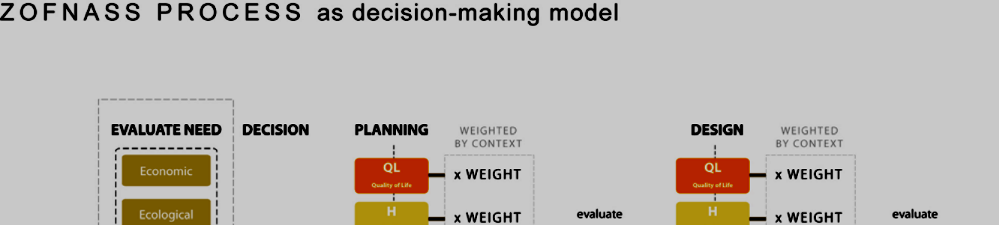 ZOFNASS PROCESS as decision-making model
EVALUATE NEED
DECISION
PLANNING
WEIGHTED
BY CONTEXT
DESIGN
WEIGHTED
BY CONTEXT
Economic
QL
Quality of Life
x WEIGHT
QL
Quality of Life
x WEIGHT
Ecological
H
x WEIGHT
evaluate
H
x WEIGHT
evaluate